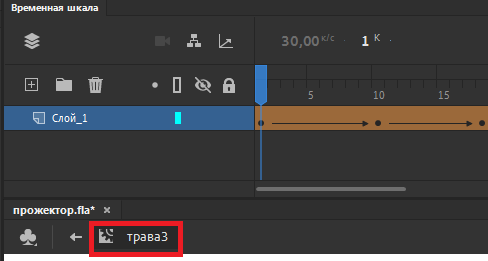 Временная шкала
30,00 к/с 1 К
5 10 15
Слой_1
прожектор.fla* ×
трава3